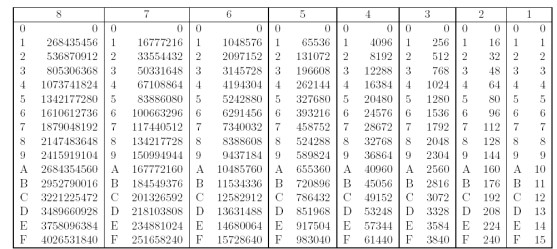 8 7 6 5 4 3 2 1
0 0 0 0 0 0 0 0 0 0 0 0 0 0 0 0
1 268435456 1 16777216 1 1048576 1 65536 1 4096 1 256 1 16 1 1
2 536870912 2 33554432 2 2097152 2 131072 2 8192 2 512 2 32 2 2
3 805306368 3 50331648 3 3145728 3 196608 3 12288 3 768 3 48 3 3
4 1073741824 4 67108864 4 4194304 4 262144 4 16384 4 1024 4 64 4 4
5 1342177280 5 83886080 5 5242880 5 327680 5 20480 5 1280 5 80 5 5
6 1610612736 6 100663296 6 6291456 6 393216 6 24576 6 1536 6 96 6 6
7 1879048192 7 117440512 7 7340032 7 458752 7 28672 7 1792 7 112 7 7
8 2147483648 8 134217728 8 8388608 8 524288 8 32768 8 2048 8 128 8 8
9 2415919104 9 150994944 9 9437184 9 589824 9 36864 9 2304 9 144 9 9
A 2684354560 A 167772160 A 10485760 A 655360 A 40960 A 2560 A 160 A 10
B 2952790016 B 184549376 B 11534336 B 720896 B 45056 B 2816 B 176 B 11
C 3221225472 C 201326592 C 12582912 C 786432 C 49152 C 3072 C 192 C 12
D 3489660928 D 218103808 D 13631488 D 851968 D 53248 D 3328 D 208 D 13
E 3758096384 E 234881024 E 14680064 E 917504 E 57344 E 3584 E 224 E 14
F 4026531840 F 251658240 F 15728640 F 983040 F 61440 F 3840 F 240 F 15